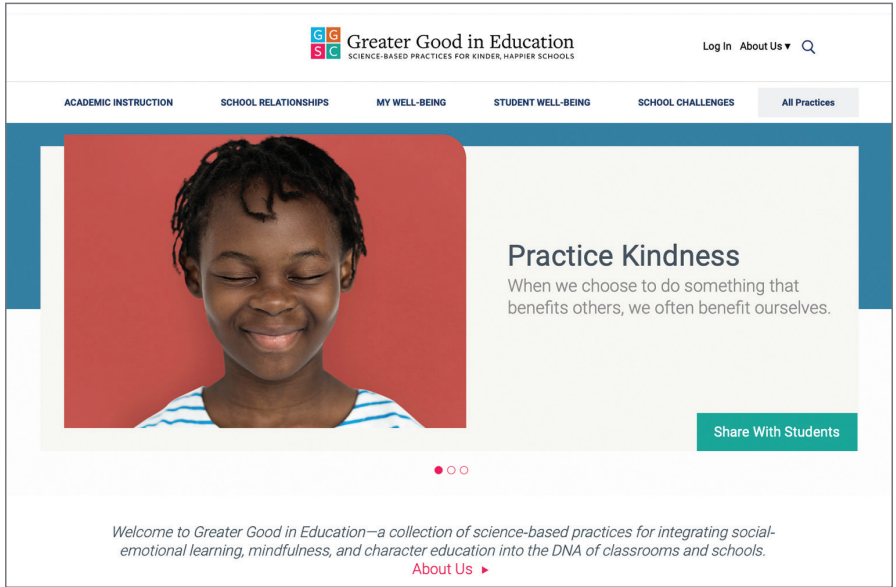 GG
SC
Greater Good in Education
SCIENCE-BASED PRACTICES FOR KINDER, HAPPIER SCHOOLS
Log In About Us ▾
ACADEMIC INSTRUCTION SCHOOL RELATIONSHIPS MY WELL-BEING STUDENT WELL-BEING SCHOOL CHALLENGES All Practices
Practice Kindness
When we choose to do something that
benefits others, we often benefit ourselves.
Share With Students
Welcome to Greater Good in Education—a collection of science-based practices for integrating social-
emotional learning, mindfulness, and character education into the DNA of classrooms and schools.
About Us ▸